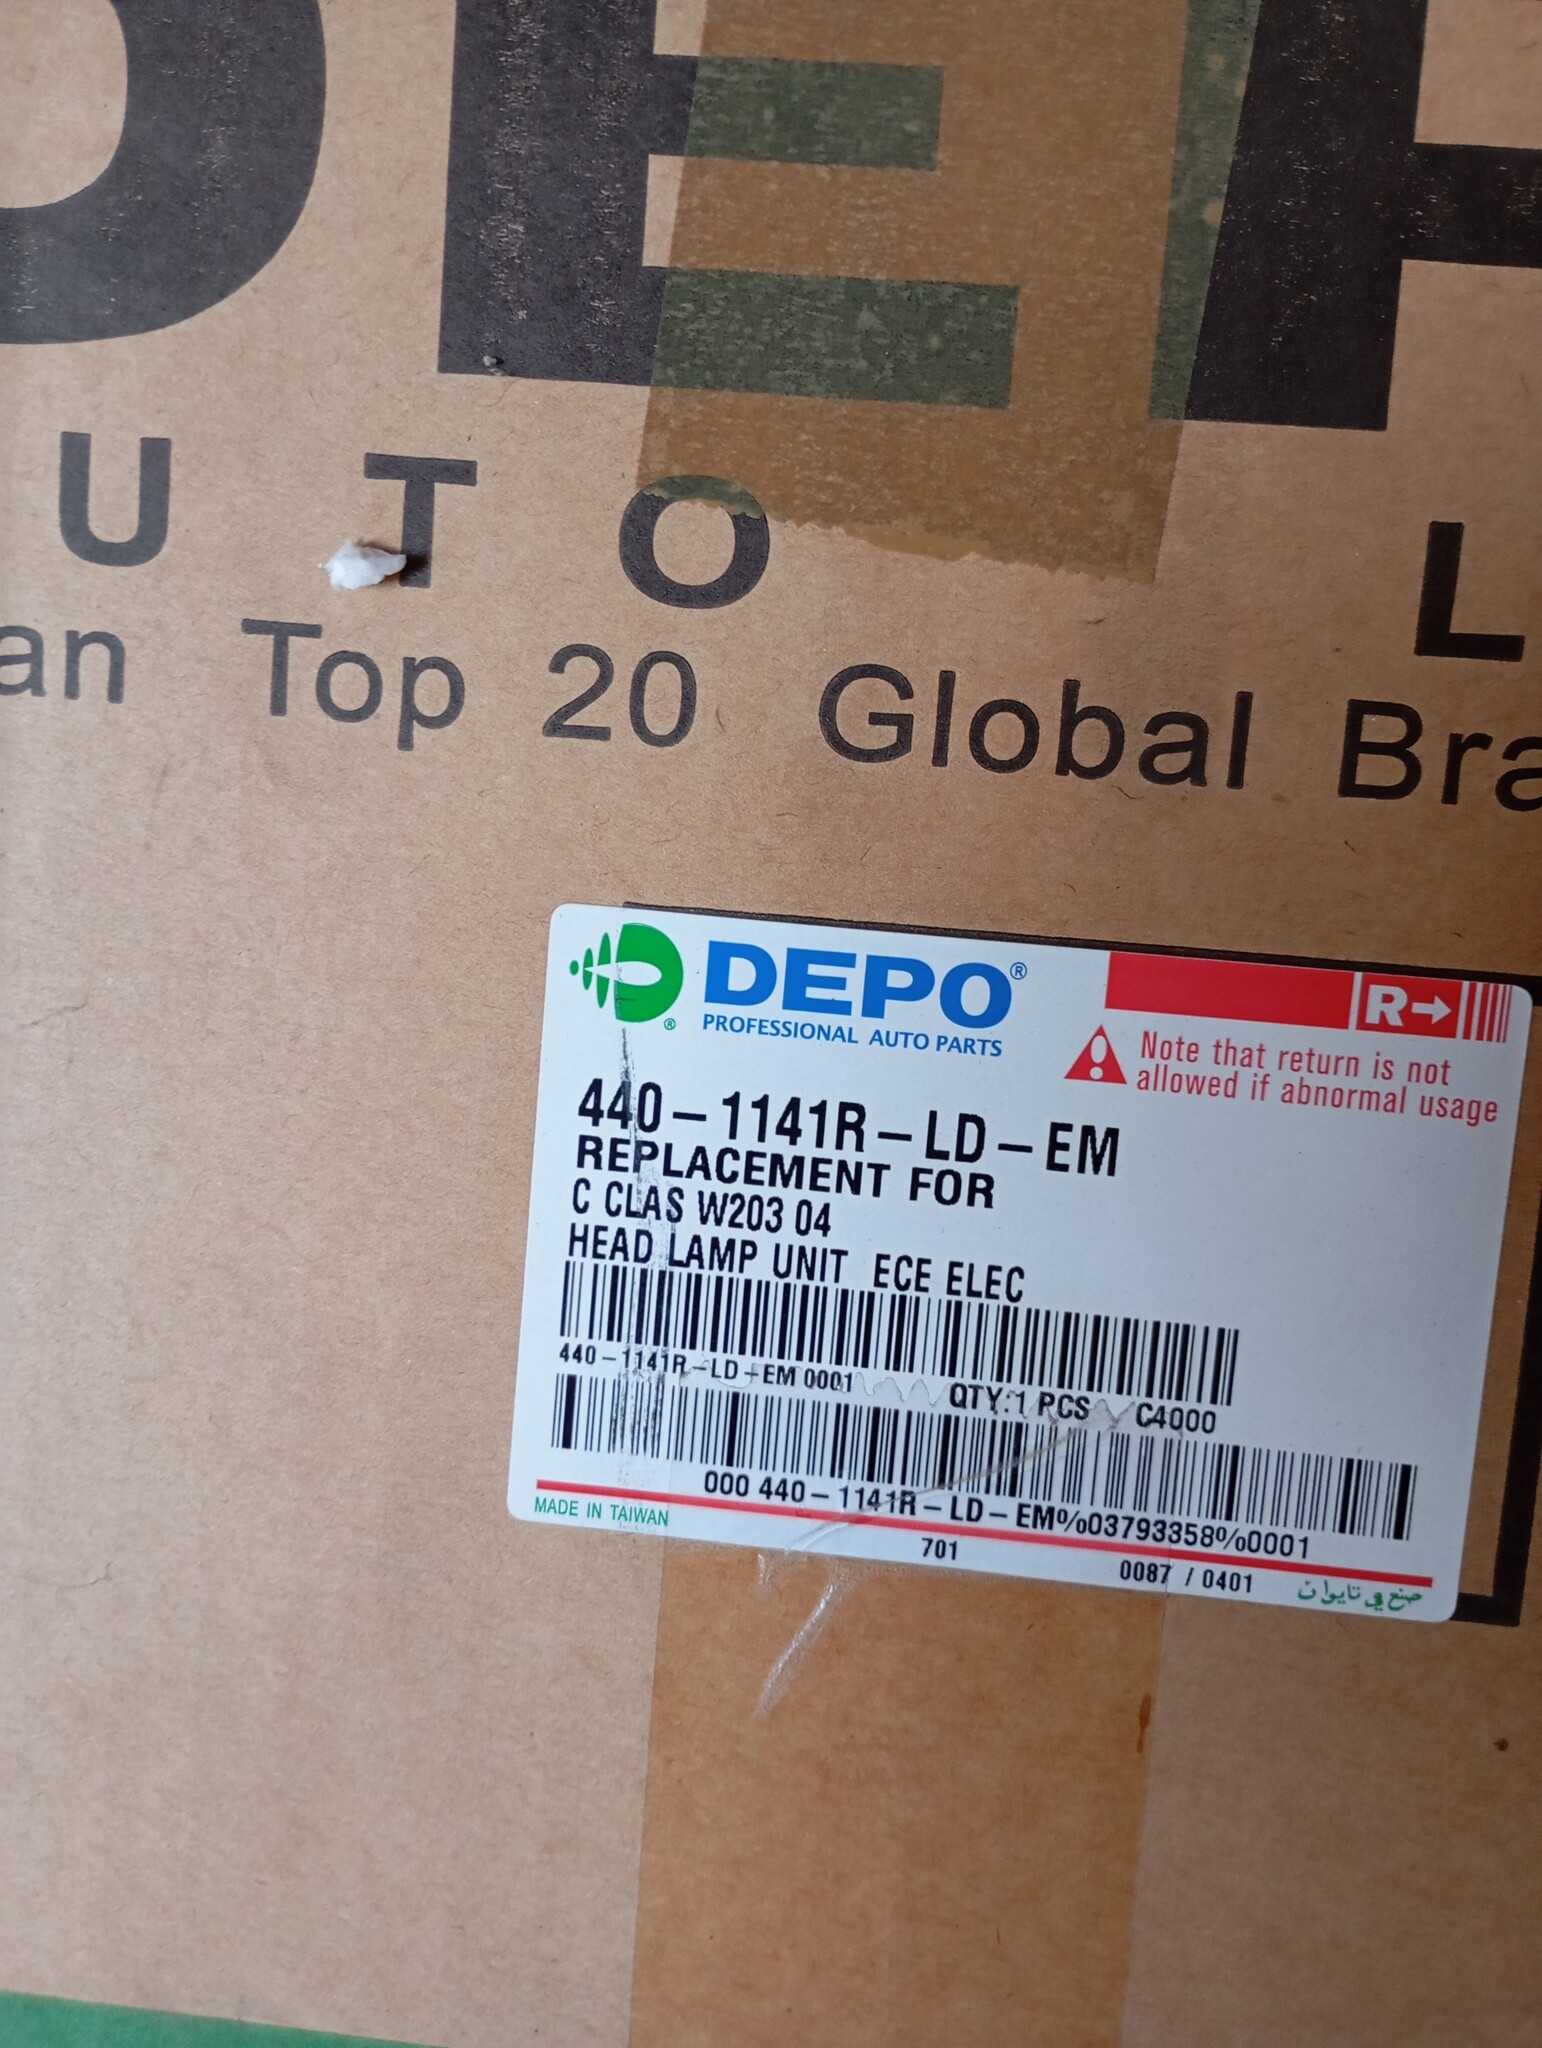 DEP
UTO L
an Top 20 Global Bra
DEPO®
PROFESSIONAL AUTO PARTS
®
R→
Note that return is not
allowed if abnormal usage
440-1141R-LD-EM
REPLACEMENT FOR
C CLAS W203 04
HEAD LAMP UNIT ECE ELEC
440-1141R-LD-EM 0001 QTY:1 PCS C4000
000 440-1141R-LD-EM%03793358%0001
MADE IN TAIWAN 701 0087 / 0401 صنع في تايوان